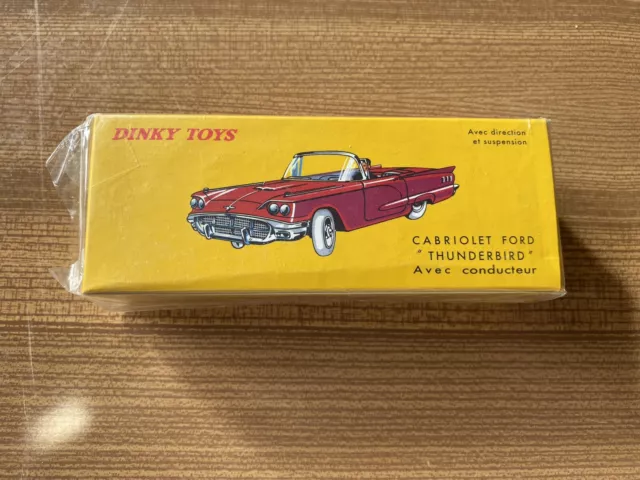 DINKY TOYS
Avec direction
et suspension
CABRIOLET FORD
"THUNDERBIRD"
Avec conducteur